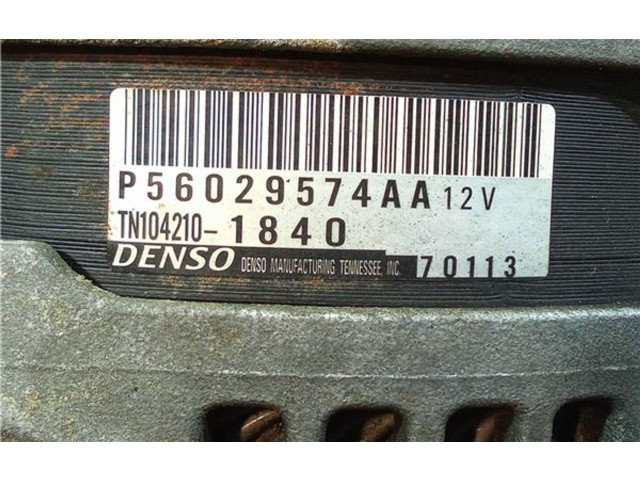 P56029574AA 12V
TN104210-1840
DENSO DENSO MANUFACTURING TENNESSEE, INC. 70113